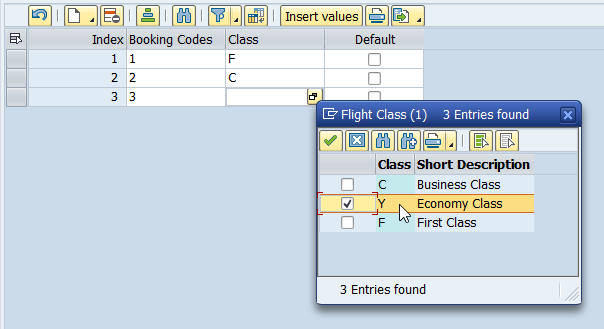 Insert values
Index Booking Codes Class Default
1 1 F
2 2 C
3 3
Flight Class (1) 3 Entries found
Class Short Description
C Business Class
Y Economy Class
F First Class
3 Entries found